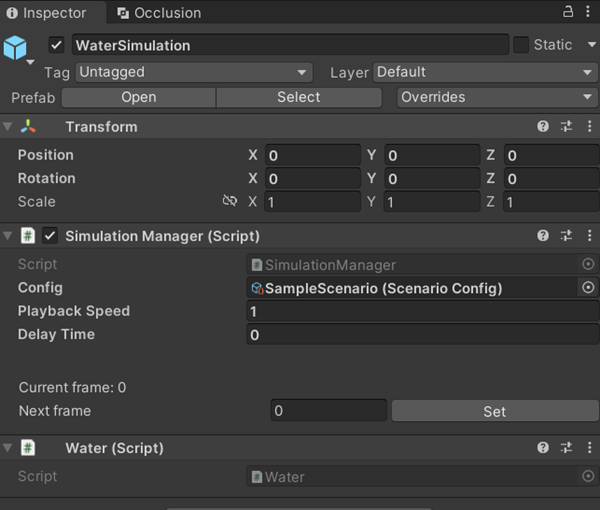 Inspector Occlusion
WaterSimulation Static
Tag Untagged Layer Default
Prefab Open Select Overrides
Transform
Position X 0 Y 0 Z 0
Rotation X 0 Y 0 Z 0
Scale X 1 Y 1 Z 1
# Simulation Manager (Script)
Script # SimulationManager
Config SampleScenario (Scenario Config)
Playback Speed 1
Delay Time 0
Current frame: 0
Next frame 0 Set
# Water (Script)
Script # Water